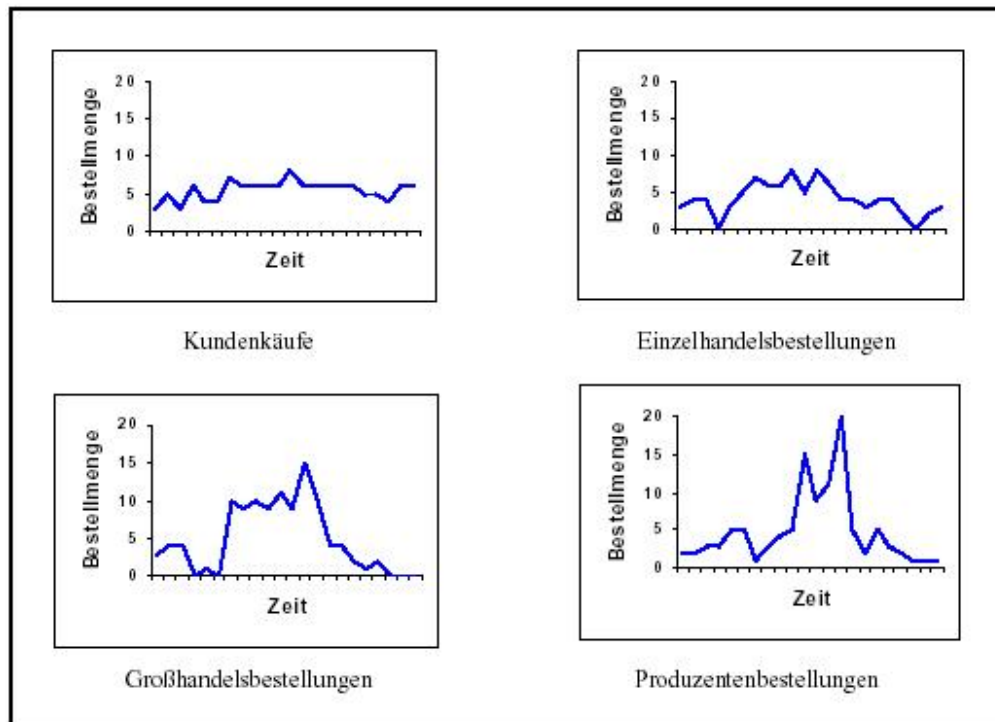 Bestellmenge
20
15
10
5
0
Zeit
Kundenkäufe
Bestellmenge
20
15
10
5
0
Zeit
Einzelhandelsbestellungen
Bestellmenge
20
15
10
5
0
Zeit
Großhandelsbestellungen
Bestellmenge
20
15
10
5
0
Zeit
Produzentenbestellungen